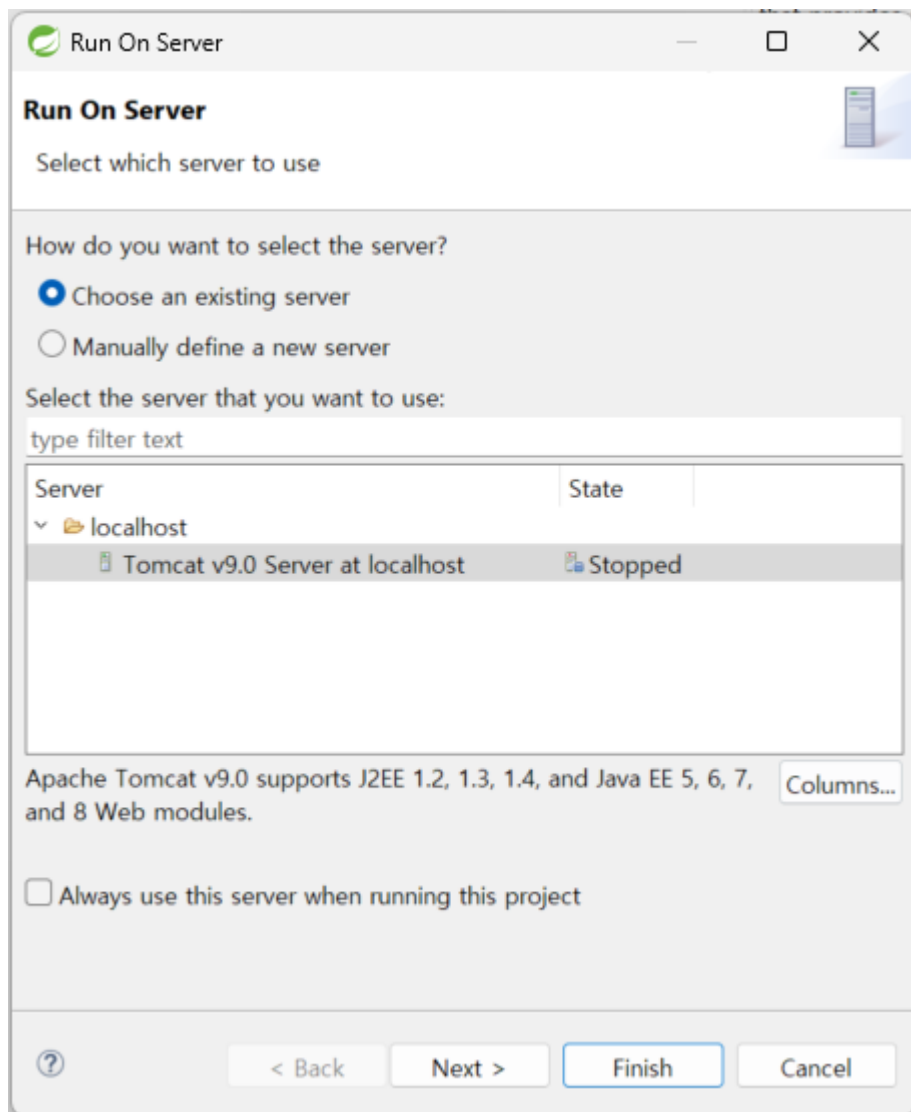 Run On Server
Run On Server
Select which server to use
How do you want to select the server?
Choose an existing server
Manually define a new server
Select the server that you want to use:
type filter text
Server State
localhost
Tomcat v9.0 Server at localhost Stopped
Apache Tomcat v9.0 supports J2EE 1.2, 1.3, 1.4, and Java EE 5, 6, 7,
and 8 Web modules.
Columns...
Always use this server when running this project
< Back Next > Finish Cancel